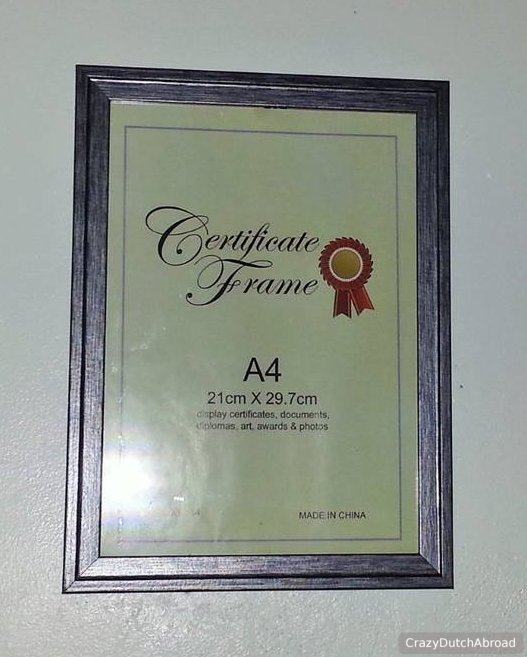 Certificate
Frame
A4
21cm X 29.7cm
display certificates, documents,
diplomas, art, awards & photos
MADE IN CHINA
CrazyDutchAbroad